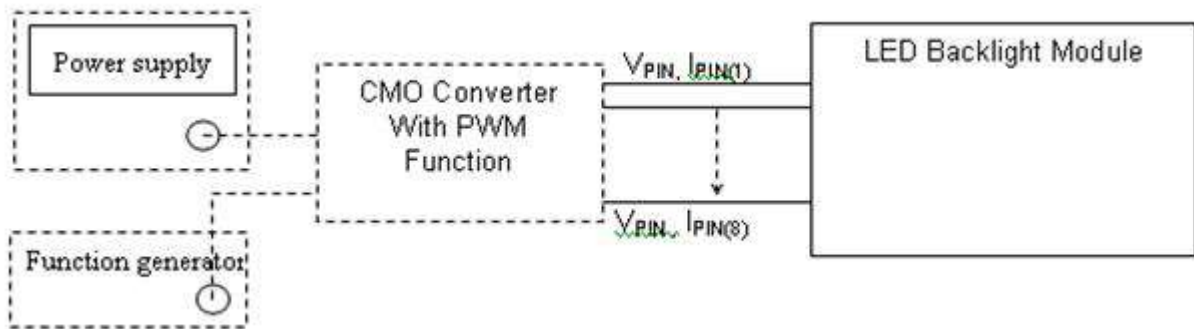 Power supply
CMO Converter
With PWM
Function
VPIN, IPIN(1)
LED Backlight Module
VPIN, IPIN(8)
Function generator